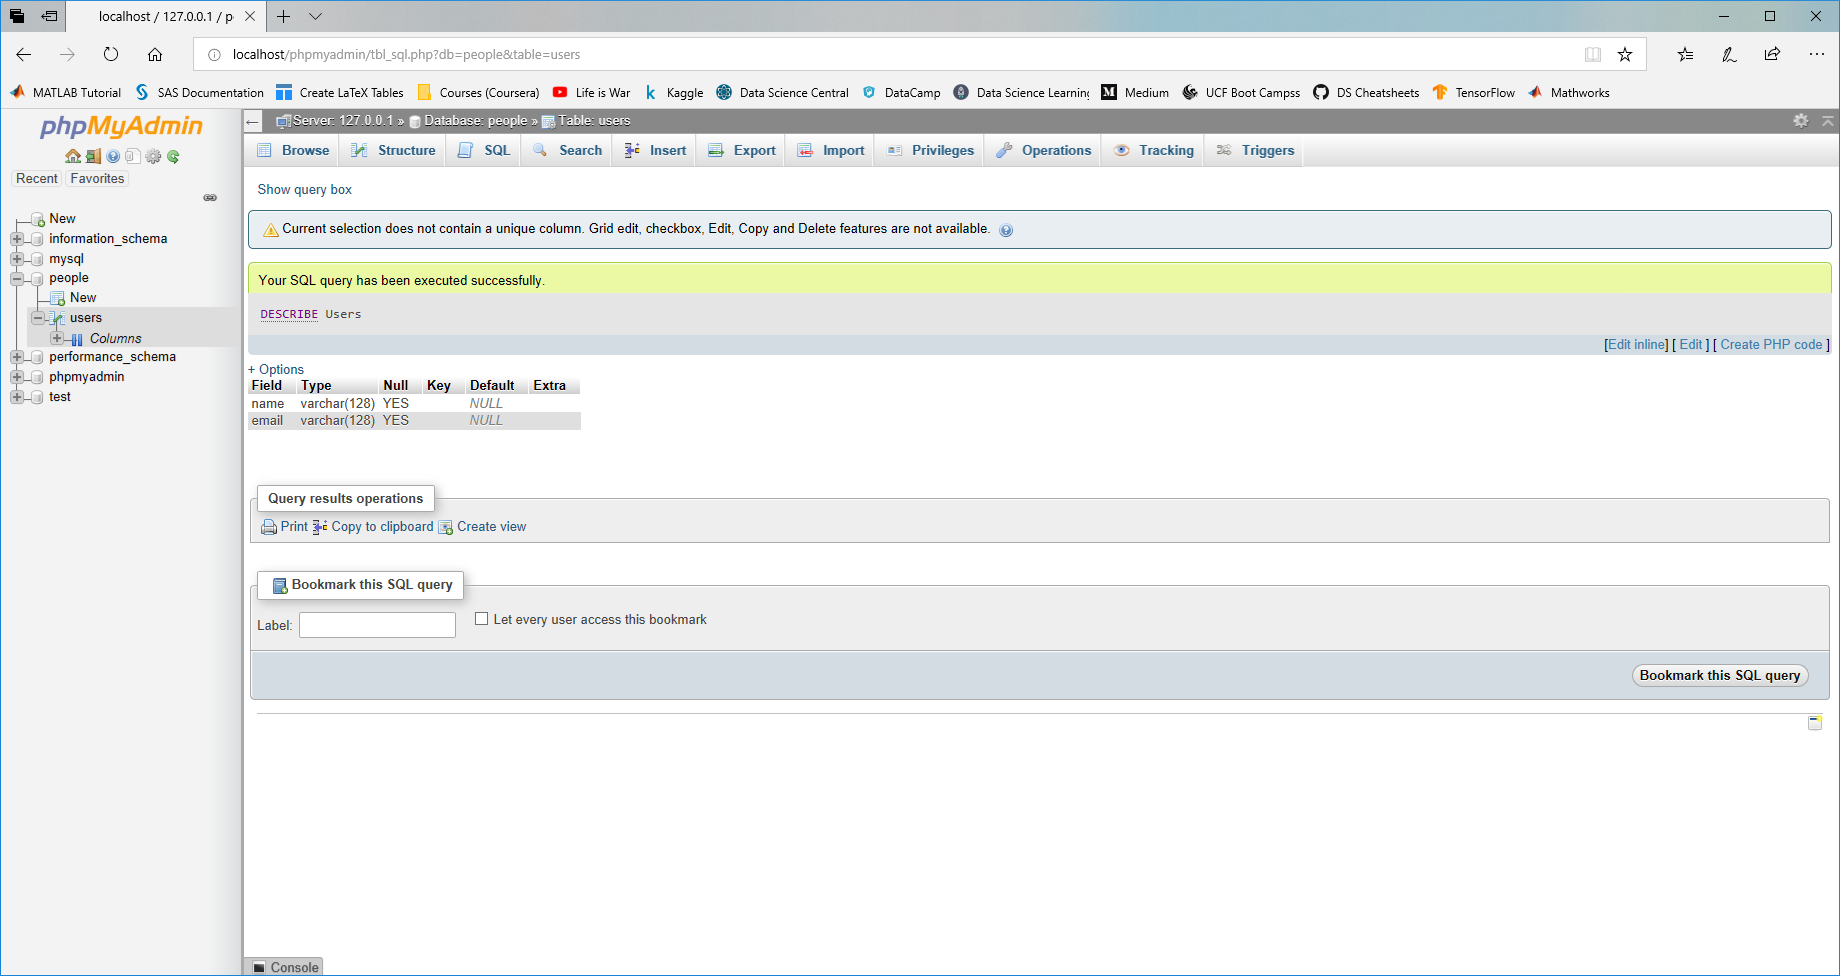 localhost / 127.0.0.1 / p
localhost/phpmyadmin/tbl_sql.php?db=people&table=users
MATLAB Tutorial SAS Documentation Create LaTeX Tables Courses (Coursera) Life is War Kaggle Data Science Central DataCamp Data Science Learning Medium UCF Boot Campss DS Cheatsheets TensorFlow Mathworks
phpMyAdmin
Recent Favorites
New
information_schema
mysql
people
New
users
Columns
performance_schema
phpmyadmin
test
Server: 127.0.0.1 » Database: people » Table: users
Browse Structure SQL Search Insert Export Import Privileges Operations Tracking Triggers
Show query box
Current selection does not contain a unique column. Grid edit, checkbox, Edit, Copy and Delete features are not available.
Your SQL query has been executed successfully.
DESCRIBE Users
[Edit inline] [ Edit ] [ Create PHP code ]
+ Options
Field Type Null Key Default Extra
name varchar(128) YES NULL
email varchar(128) YES NULL
Query results operations
Print Copy to clipboard Create view
Bookmark this SQL query
Label: Let every user access this bookmark
Bookmark this SQL query
Console